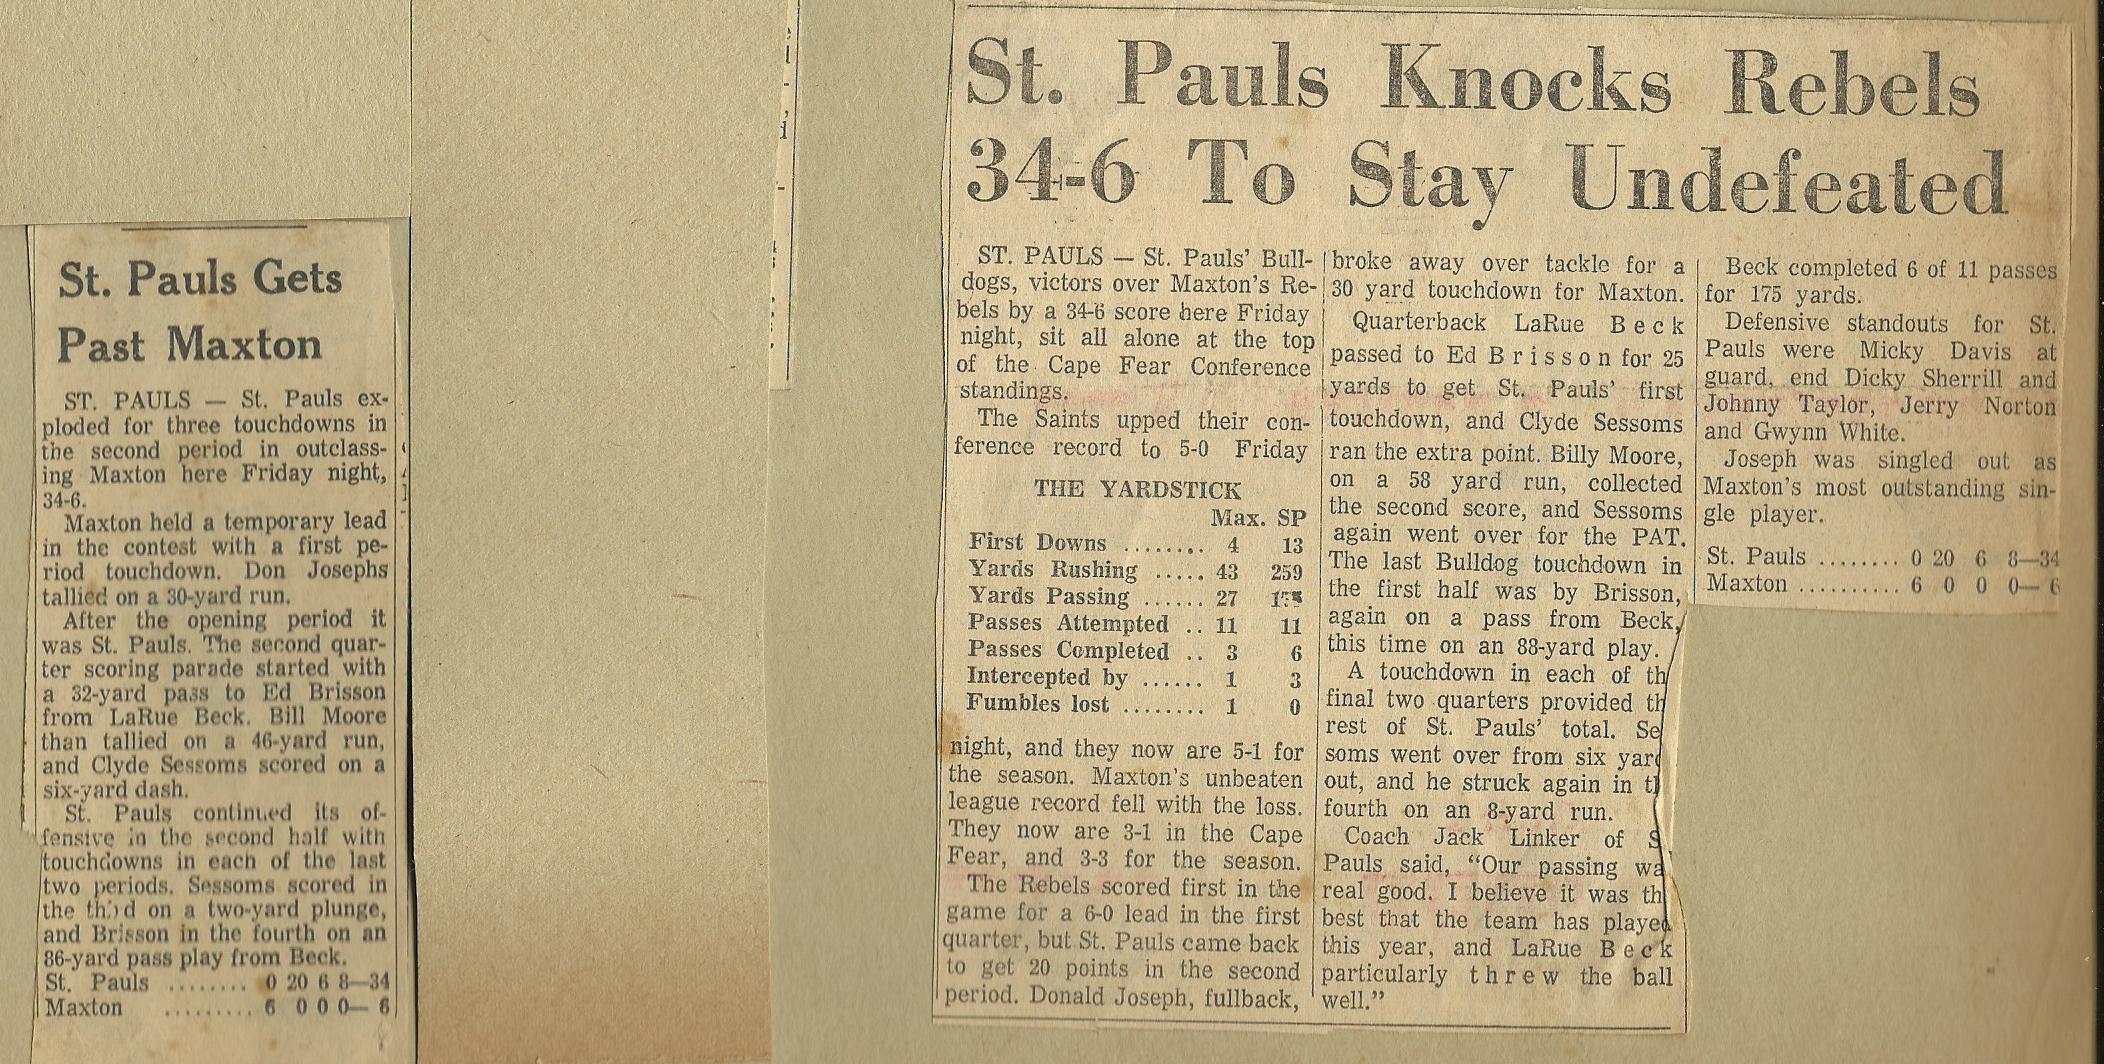 St. Pauls Gets
Past Maxton
ST. PAULS — St. Pauls ex-
ploded for three touchdowns in
the second period in outclass-
ing Maxton here Friday night,
34-6.
Maxton held a temporary lead
in the contest with a first pe-
riod touchdown. Don Josephs
tallied on a 30-yard run.
After the opening period it
was St. Pauls. The second quar-
ter scoring parade started with
a 32-yard pass to Ed Brisson
from LaRue Beck. Bill Moore
than tallied on a 46-yard run,
and Clyde Sessoms scored on a
six-yard dash.
St. Pauls continued its of-
fensive in the second half with
touchdowns in each of the last
two periods. Sessoms scored in
the third on a two-yard plunge,
and Brisson in the fourth on an
86-yard pass play from Beck.
St. Pauls ........ 0 20 6 8—34
Maxton ......... 6 0 0 0— 6
St. Pauls Knocks Rebels
34-6 To Stay Undefeated
ST. PAULS — St. Pauls' Bull-
dogs, victors over Maxton's Re-
bels by a 34-6 score here Friday
night, sit all alone at the top
of the Cape Fear Conference
standings.
The Saints upped their con-
ference record to 5-0 Friday
THE YARDSTICK
Max. SP
First Downs ........ 4 13
Yards Rushing ..... 43 259
Yards Passing ...... 27
Passes Attempted .. 11 11
Passes Completed .. 3 6
Intercepted by ...... 1 3
Fumbles lost ........ 1 0
night, and they now are 5-1 for
the season. Maxton's unbeaten
league record fell with the loss.
They now are 3-1 in the Cape
Fear, and 3-3 for the season.
The Rebels scored first in the
game for a 6-0 lead in the first
quarter, but St. Pauls came back
to get 20 points in the second
period. Donald Joseph, fullback,
broke away over tackle for a
30 yard touchdown for Maxton.
Quarterback LaRue Beck
passed to Ed Brisson for 25
yards to get St. Pauls' first
touchdown, and Clyde Sessoms
ran the extra point. Billy Moore,
on a 58 yard run, collected
the second score, and Sessoms
again went over for the PAT.
The last Bulldog touchdown in
the first half was by Brisson,
again on a pass from Beck,
this time on an 88-yard play.
A touchdown in each of th
final two quarters provided th
rest of St. Pauls' total. Se
soms went over from six yard
out, and he struck again in t
fourth on an 8-yard run.
Coach Jack Linker of S
Pauls said, "Our passing wa
real good. I believe it was th
best that the team has played
this year, and LaRue Beck
particularly threw the ball
well."
Beck completed 6 of 11 passes
for 175 yards.
Defensive standouts for St.
Pauls were Micky Davis at
guard, end Dicky Sherrill and
Johnny Taylor, Jerry Norton
and Gwynn White.
Joseph was singled out as
Maxton's most outstanding sin-
gle player.
St. Pauls ........ 0 20 6 8—34
Maxton .......... 6 0 0 0— 6